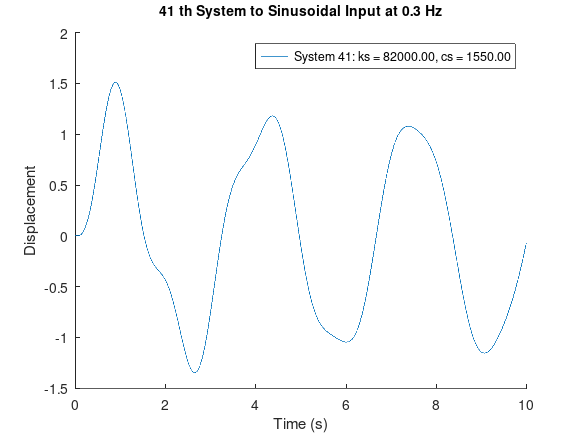 41 th System to Sinusoidal Input at 0.3 Hz
System 41: ks = 82000.00, cs = 1550.00
Displacement
2
1.5
1
0.5
0
-0.5
-1
-1.5
0 2 4 6 8 10
Time (s)